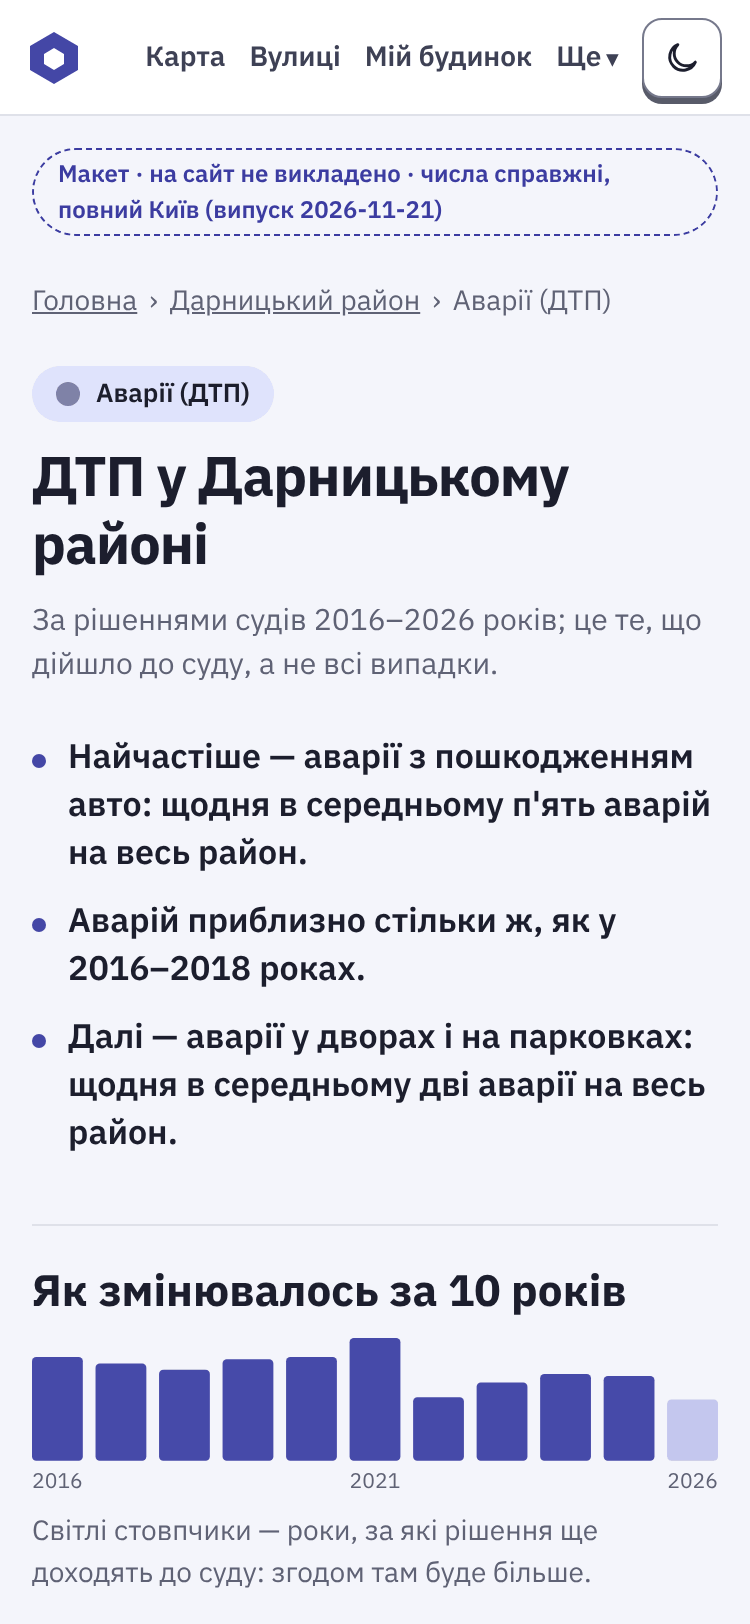 Карта Вулиці Мій будинок Ще ▾
Макет · на сайт не викладено · числа справжні,
повний Київ (випуск 2026-11-21)
Головна › Дарницький район › Аварії (ДТП)
Аварії (ДТП)
ДТП у Дарницькому
районі
За рішеннями судів 2016–2026 років; це те, що
дійшло до суду, а не всі випадки.
Найчастіше — аварії з пошкодженням
авто: щодня в середньому п'ять аварій
на весь район.
Аварій приблизно стільки ж, як у
2016–2018 роках.
Далі — аварії у дворах і на парковках:
щодня в середньому дві аварії на весь
район.
Як змінювалось за 10 років
2016 2021 2026
Світлі стовпчики — роки, за які рішення ще
доходять до суду: згодом там буде більше.